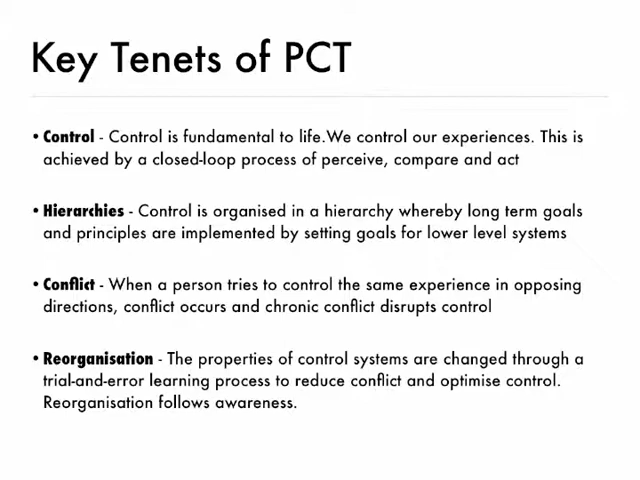 Key Tenets of PCT
• Control - Control is fundamental to life.We control our experiences. This is
achieved by a closed-loop process of perceive, compare and act
• Hierarchies - Control is organised in a hierarchy whereby long term goals
and principles are implemented by setting goals for lower level systems
• Conflict - When a person tries to control the same experience in opposing
directions, conflict occurs and chronic conflict disrupts control
• Reorganisation - The properties of control systems are changed through a
trial-and-error learning process to reduce conflict and optimise control.
Reorganisation follows awareness.